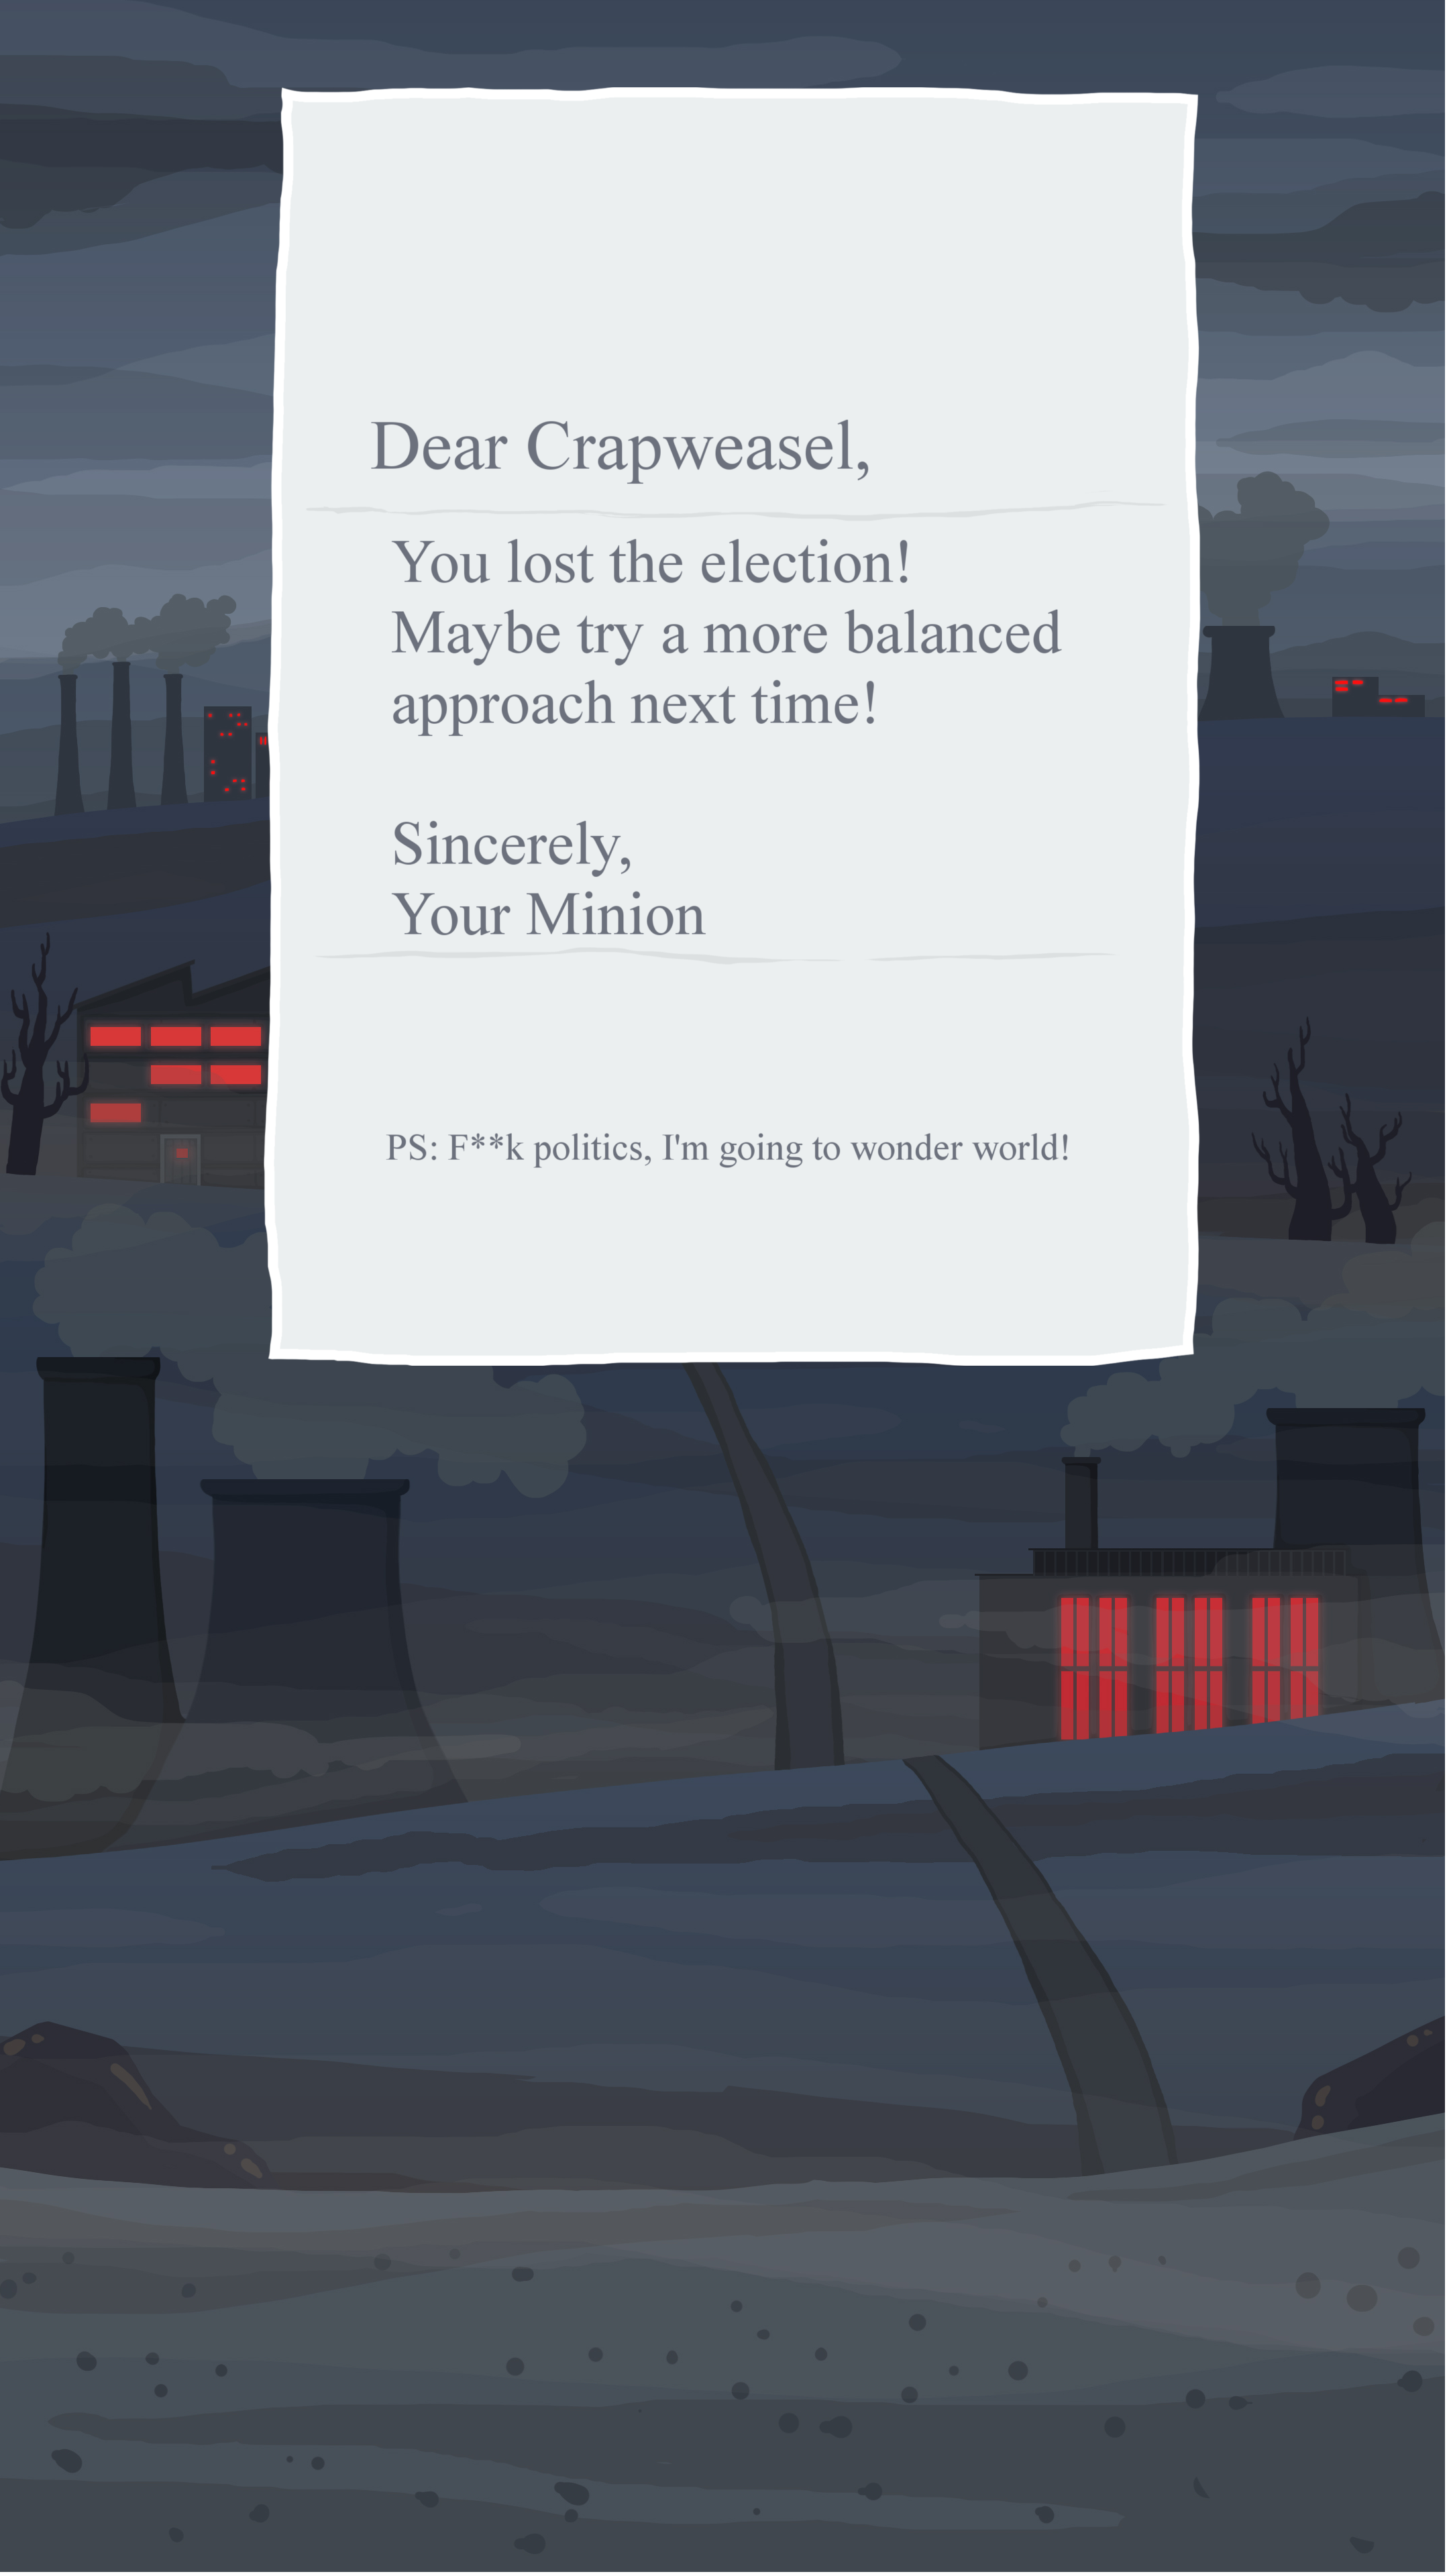 Dear Crapweasel,
You lost the election!
Maybe try a more balanced
approach next time!
Sincerely,
Your Minion
PS: F**k politics, I'm going to wonder world!